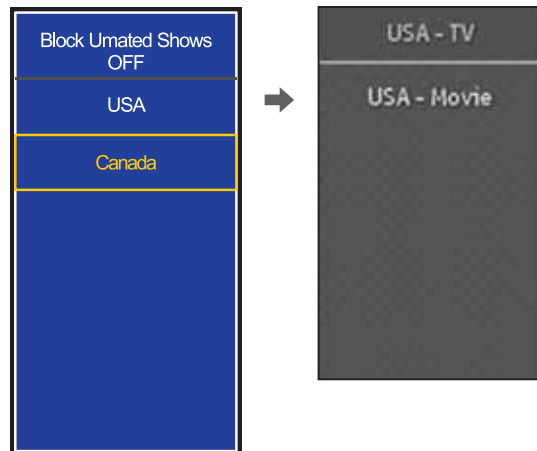 Block Umated Shows
OFF
USA
Canada
USA - TV
USA - Movie